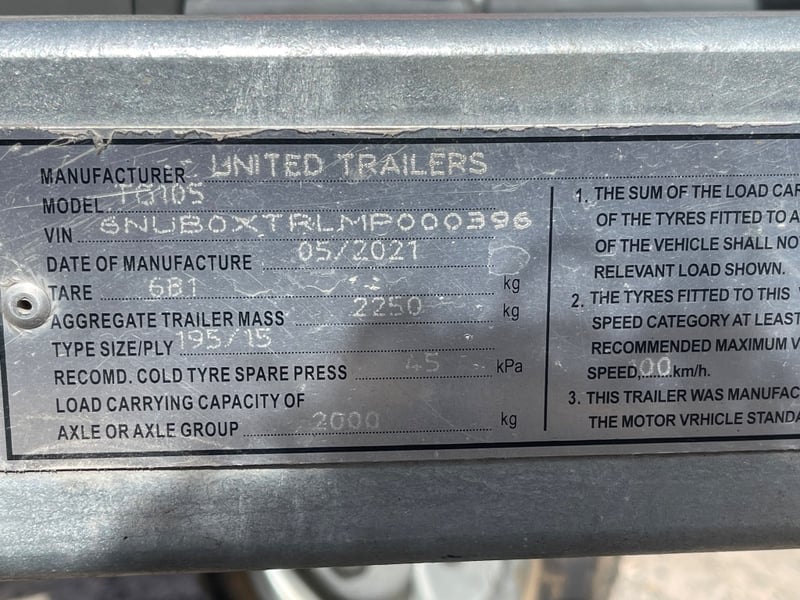 MANUFACTURER UNITED TRAILERS
MODEL TG105
VIN 6NUB0XTRLMP000396
DATE OF MANUFACTURE 05/2021
TARE 681 kg
AGGREGATE TRAILER MASS 2250 kg
TYPE SIZE/PLY 195/15
RECOMD. COLD TYRE SPARE PRESS 45 kPa
LOAD CARRYING CAPACITY OF
AXLE OR AXLE GROUP 2000 kg
1. THE SUM OF THE LOAD CAR
OF THE TYRES FITTED TO A
OF THE VEHICLE SHALL NO
RELEVANT LOAD SHOWN.
2. THE TYRES FITTED TO THIS V
SPEED CATEGORY AT LEAST
RECOMMENDED MAXIMUM V
SPEED,100km/h.
3. THIS TRAILER WAS MANUFAC
THE MOTOR VRHICLE STANDA